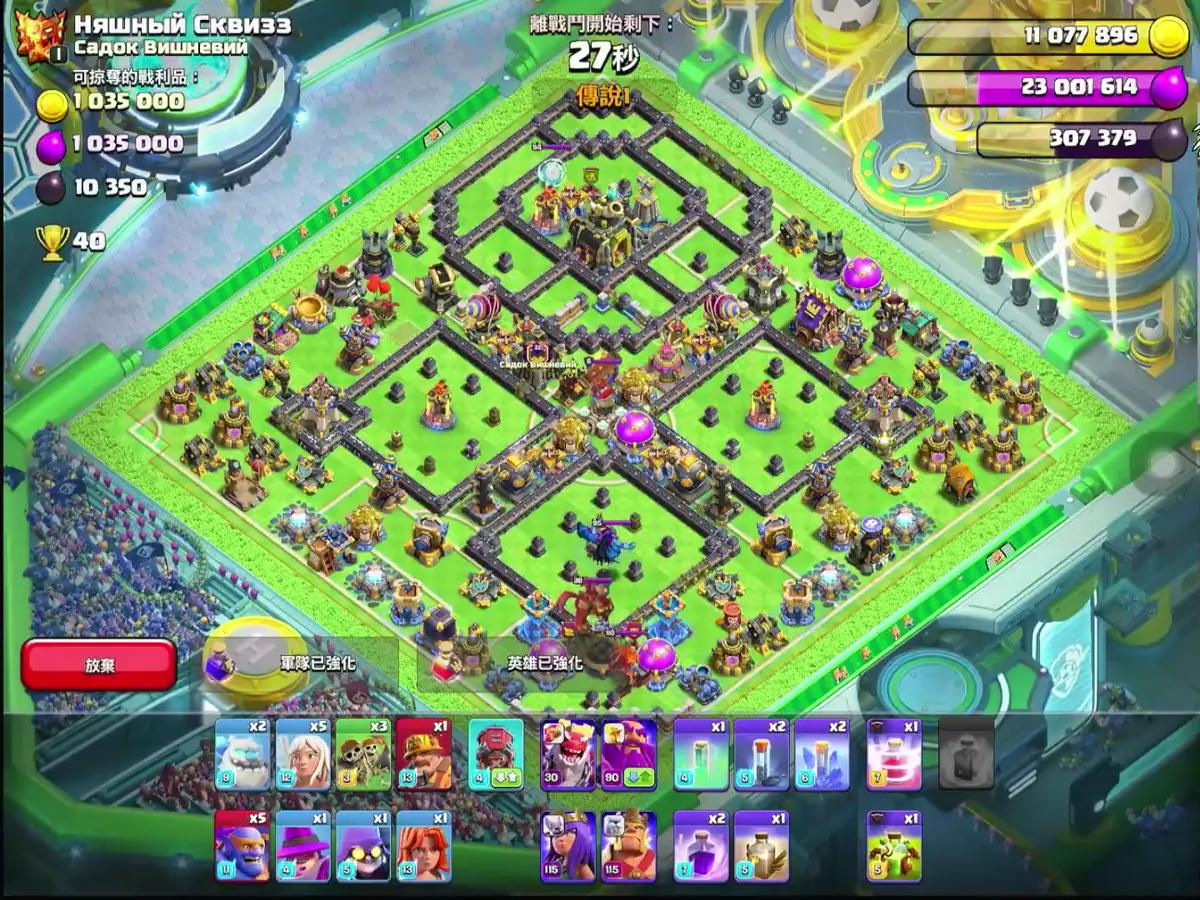 Няшный Сквизз
I
Садок Вишневий
可掠奪的戰利品：
1 035 000
1 035 000
10 350
40
離戰鬥開始剩下：
27秒
傳說1
11 077 896
23 001 614
307 379
Садок Вишневий
放棄
軍隊已強化
英雄已強化
x2 x5 x3 x1 x1 x2 x2 x1
9 12 3 13 4 30 90 4 5 6 7
x5 x1 x1 x1 x2 x1 x1
11 4 5 13 115 115 7 5 5